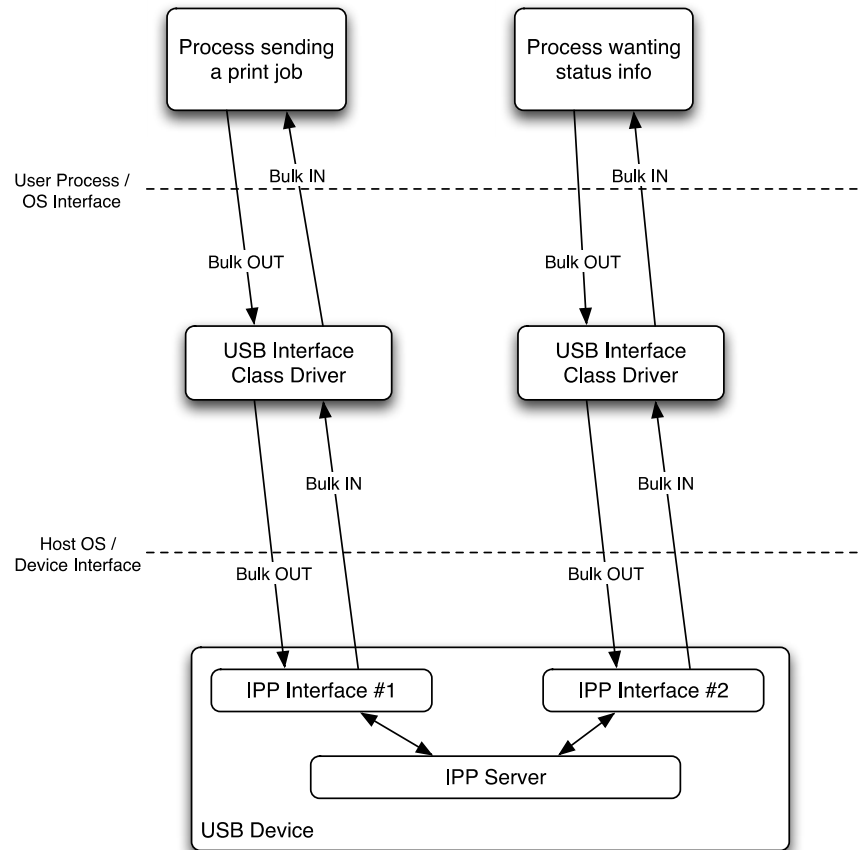 Process sending
a print job
Process wanting
status info
Bulk IN
Bulk IN
User Process /
OS Interface
Bulk OUT
Bulk OUT
USB Interface
Class Driver
USB Interface
Class Driver
Bulk IN
Bulk IN
Host OS /
Device Interface
Bulk OUT
Bulk OUT
IPP Interface #1
IPP Interface #2
IPP Server
USB Device